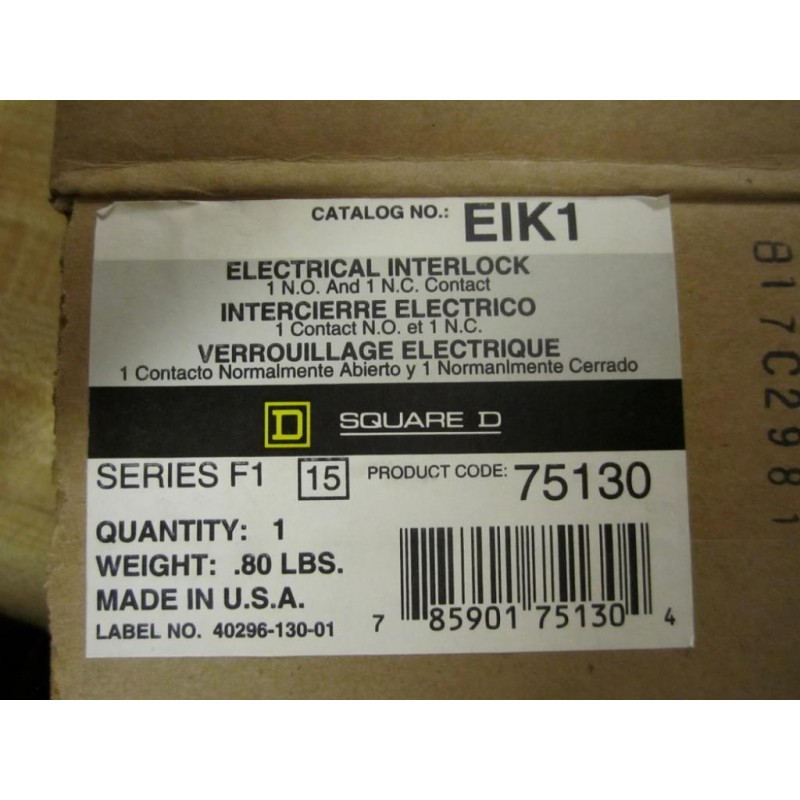 CATALOG NO.: EIK1
ELECTRICAL INTERLOCK
1 N.O. And 1 N.C. Contact
INTERCIERRE ELECTRICO
1 Contact N.O. et 1 N.C.
VERROUILLAGE ELECTRIQUE
1 Contacto Normalmente Abierto y 1 Normanlmente Cerrado
D SQUARE D
SERIES F1 15 PRODUCT CODE: 75130
QUANTITY: 1
WEIGHT: .80 LBS.
MADE IN U.S.A.
LABEL NO. 40296-130-01
7 85901 75130 4
817C2981